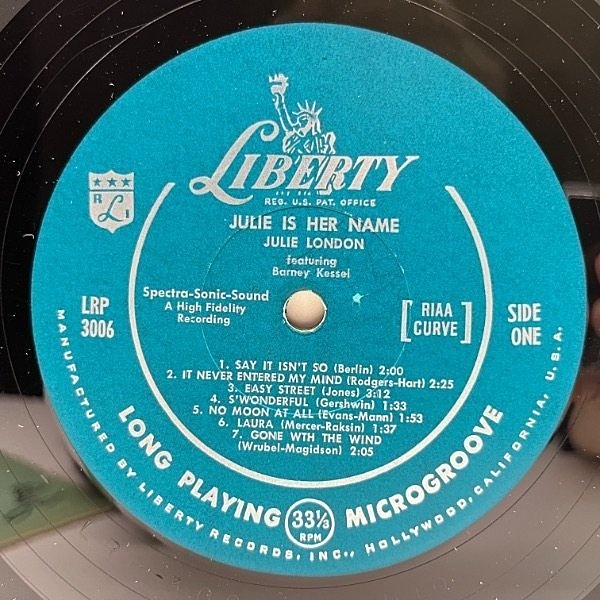 LIBERTY
REG. U.S. PAT. OFFICE
R L I
JULIE IS HER NAME
JULIE LONDON
featuring
Barney Kessel
Spectra-Sonic-Sound
A High Fidelity
Recording
LRP
3006
[RIAA
CURVE]
SIDE
ONE
1. SAY IT ISN'T SO (Berlin) 2:00
2. IT NEVER ENTERED MY MIND (Rodgers-Hart) 2:25
3. EASY STREET (Jones) 3:12
4. S'WONDERFUL (Gershwin) 1:33
5. NO MOON AT ALL (Evans-Mann) 1:53
6. LAURA (Mercer-Raksin) 1:37
7. GONE WTH THE WIND
(Wrubel-Magidson) 2:05
LONG PLAYING 33⅓ RPM MICROGROOVE
MANUFACTURED BY LIBERTY RECORDS, INC., HOLLYWOOD, CALIFORNIA, U.S.A.